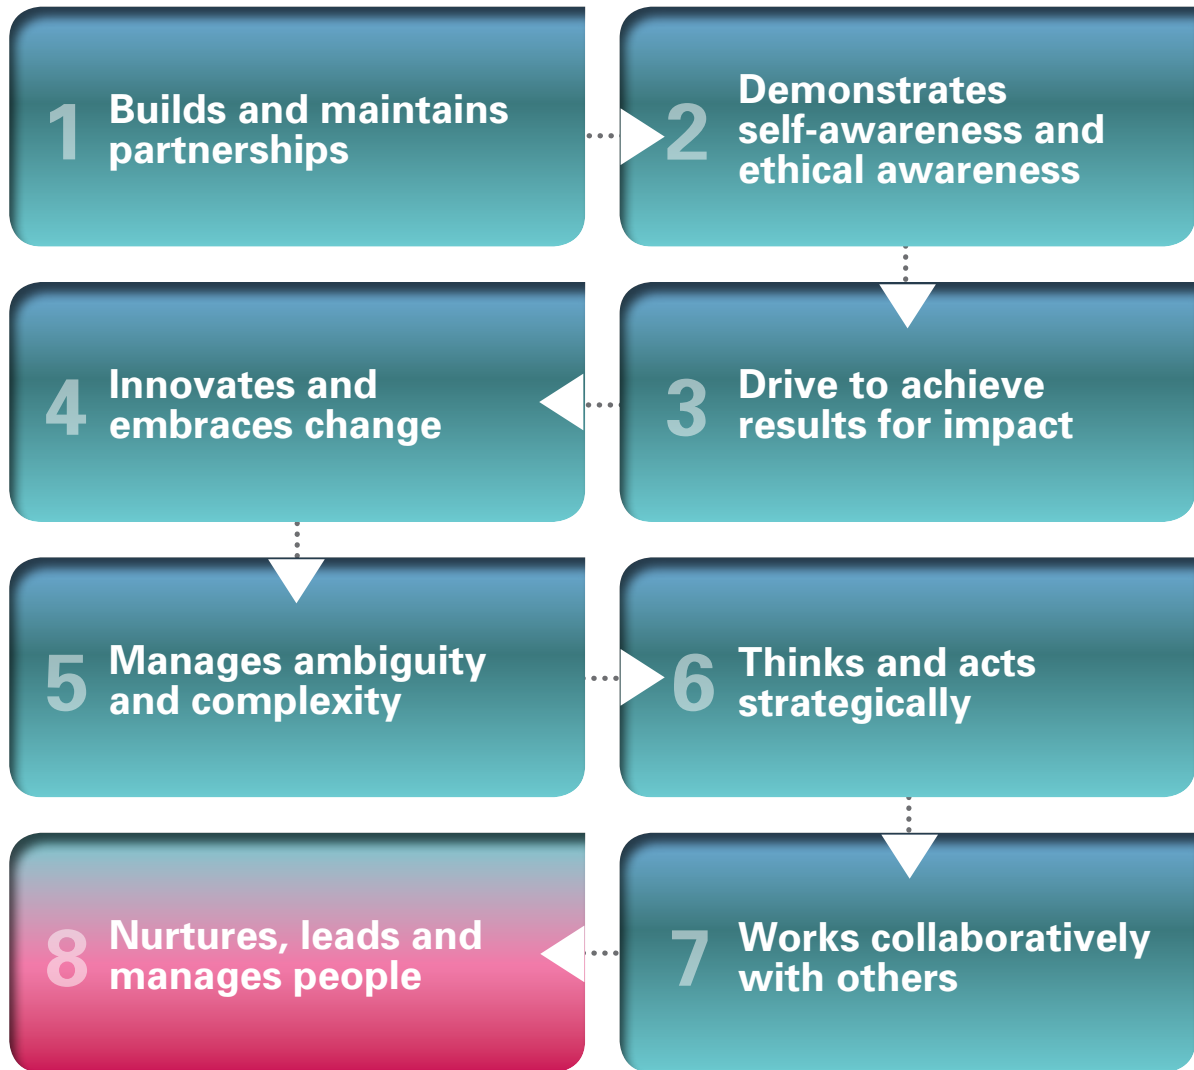 1 Builds and maintains
partnerships
2 Demonstrates
self-awareness and
ethical awareness
3 Drive to achieve
results for impact
4 Innovates and
embraces change
5 Manages ambiguity
and complexity
6 Thinks and acts
strategically
7 Works collaboratively
with others
8 Nurtures, leads and
manages people